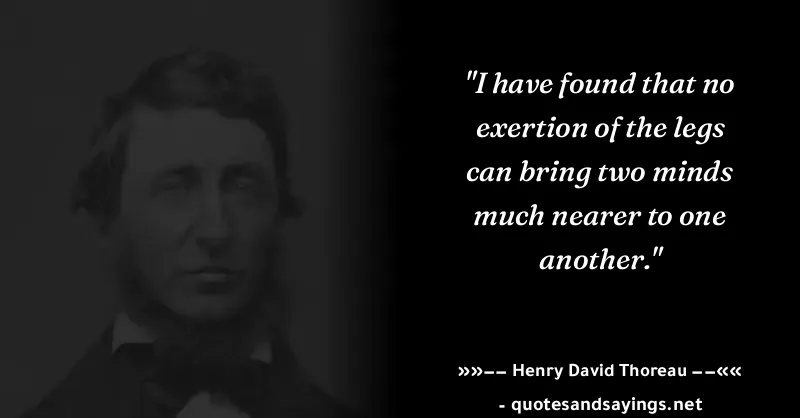 "I have found that no
exertion of the legs
can bring two minds
much nearer to one
another."
»»−− Henry David Thoreau −−««
- quotesandsayings.net